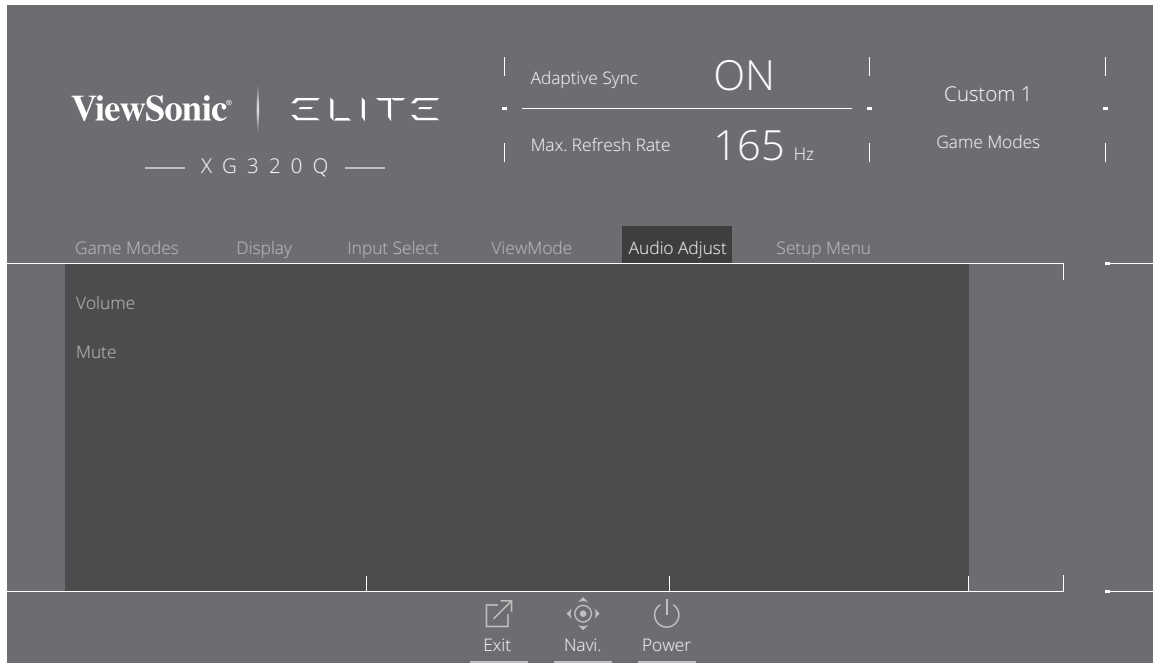 ViewSonic® ELITE
XG320Q
Adaptive Sync ON
Max. Refresh Rate 165 Hz
Custom 1
Game Modes
Game Modes Display Input Select ViewMode Audio Adjust Setup Menu
Volume
Mute
Exit Navi. Power